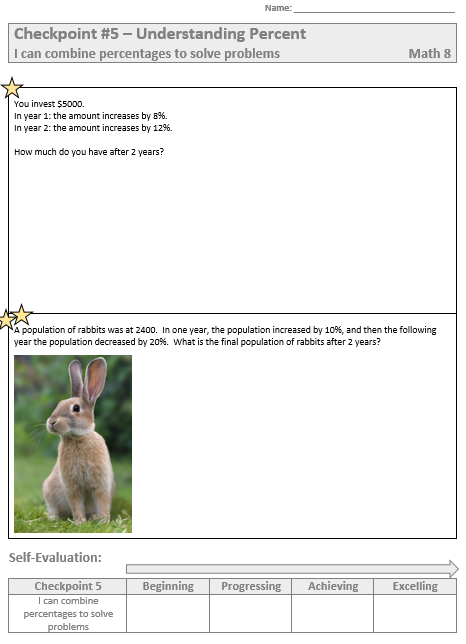 Name: ____________________
Checkpoint #5 – Understanding Percent
I can combine percentages to solve problems Math 8
You invest $5000.
In year 1: the amount increases by 8%.
In year 2: the amount increases by 12%.
How much do you have after 2 years?
A population of rabbits was at 2400. In one year, the population increased by 10%, and then the following
year the population decreased by 20%. What is the final population of rabbits after 2 years?
Self-Evaluation:
Checkpoint 5 Beginning Progressing Achieving Excelling
I can combine
percentages to solve
problems